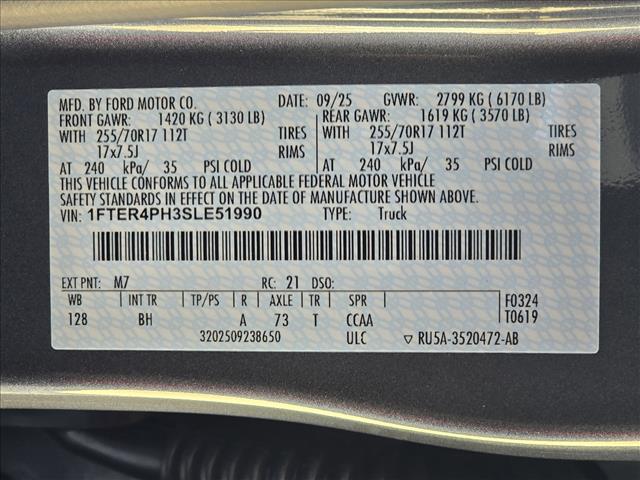 MFD. BY FORD MOTOR CO. DATE: 09/25 GVWR: 2799 KG ( 6170 LB)
FRONT GAWR: 1420 KG ( 3130 LB) REAR GAWR: 1619 KG ( 3570 LB)
WITH 255/70R17 112T TIRES 255/70R17 112T
17x7.5J RIMS 17x7.5J
AT 240 kPa/ 35 PSI COLD AT 240 kPa/ 35 PSI COLD
THIS VEHICLE CONFORMS TO ALL APPLICABLE FEDERAL MOTOR VEHICLE
SAFETY STANDARDS IN EFFECT ON THE DATE OF MANUFACTURE SHOWN ABOVE.
VIN: 1FTER4PH3SLE51990 TYPE: Truck
EXT PNT: M7 RC: 21 DSO:
WB INT TR TP/PS R AXLE TR SPR F0324
128 BH A 73 T CCAA T0619
3202509238650 ULC ▽ RU5A-3520472-AB